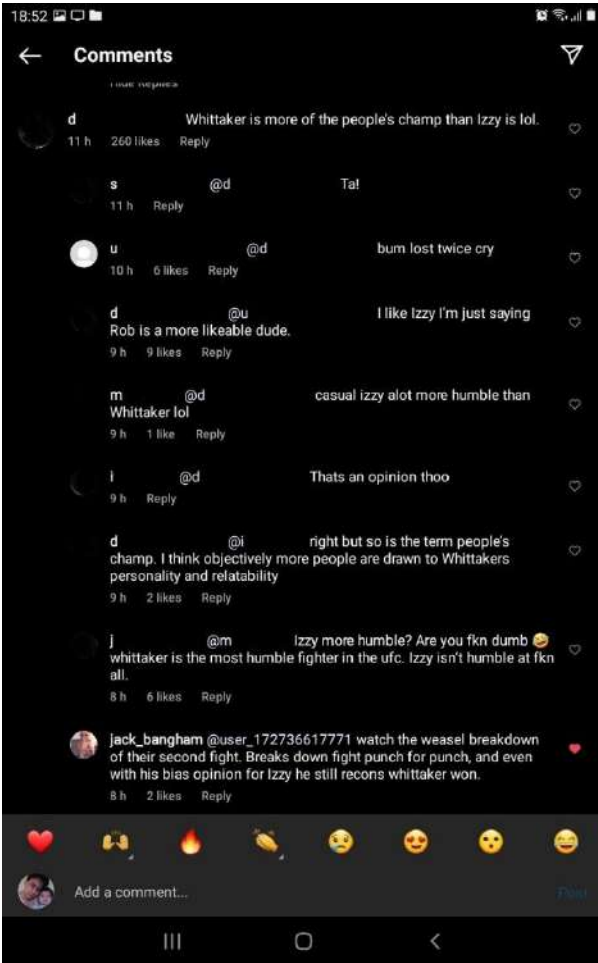 18:52
Comments
Hide Replies
d Whittaker is more of the people's champ than Izzy is lol.
11 h 260 likes Reply
s @d Ta!
11 h Reply
u @d bum lost twice cry
10 h 6 likes Reply
d @u I like Izzy I'm just saying
Rob is a more likeable dude.
9 h 9 likes Reply
m @d casual izzy alot more humble than
Whittaker lol
9 h 1 like Reply
i @d Thats an opinion thoo
9 h Reply
d @i right but so is the term people's
champ. I think objectively more people are drawn to Whittakers
personality and relatability
9 h 2 likes Reply
j @m Izzy more humble? Are you fkn dumb 🤣
whittaker is the most humble fighter in the ufc. Izzy isn't humble at fkn
all.
8 h 6 likes Reply
jack_bangham @user_172736617771 watch the weasel breakdown
of their second fight. Breaks down fight punch for punch, and even
with his bias opinion for Izzy he still recons whittaker won.
8 h 2 likes Reply
Add a comment... Post